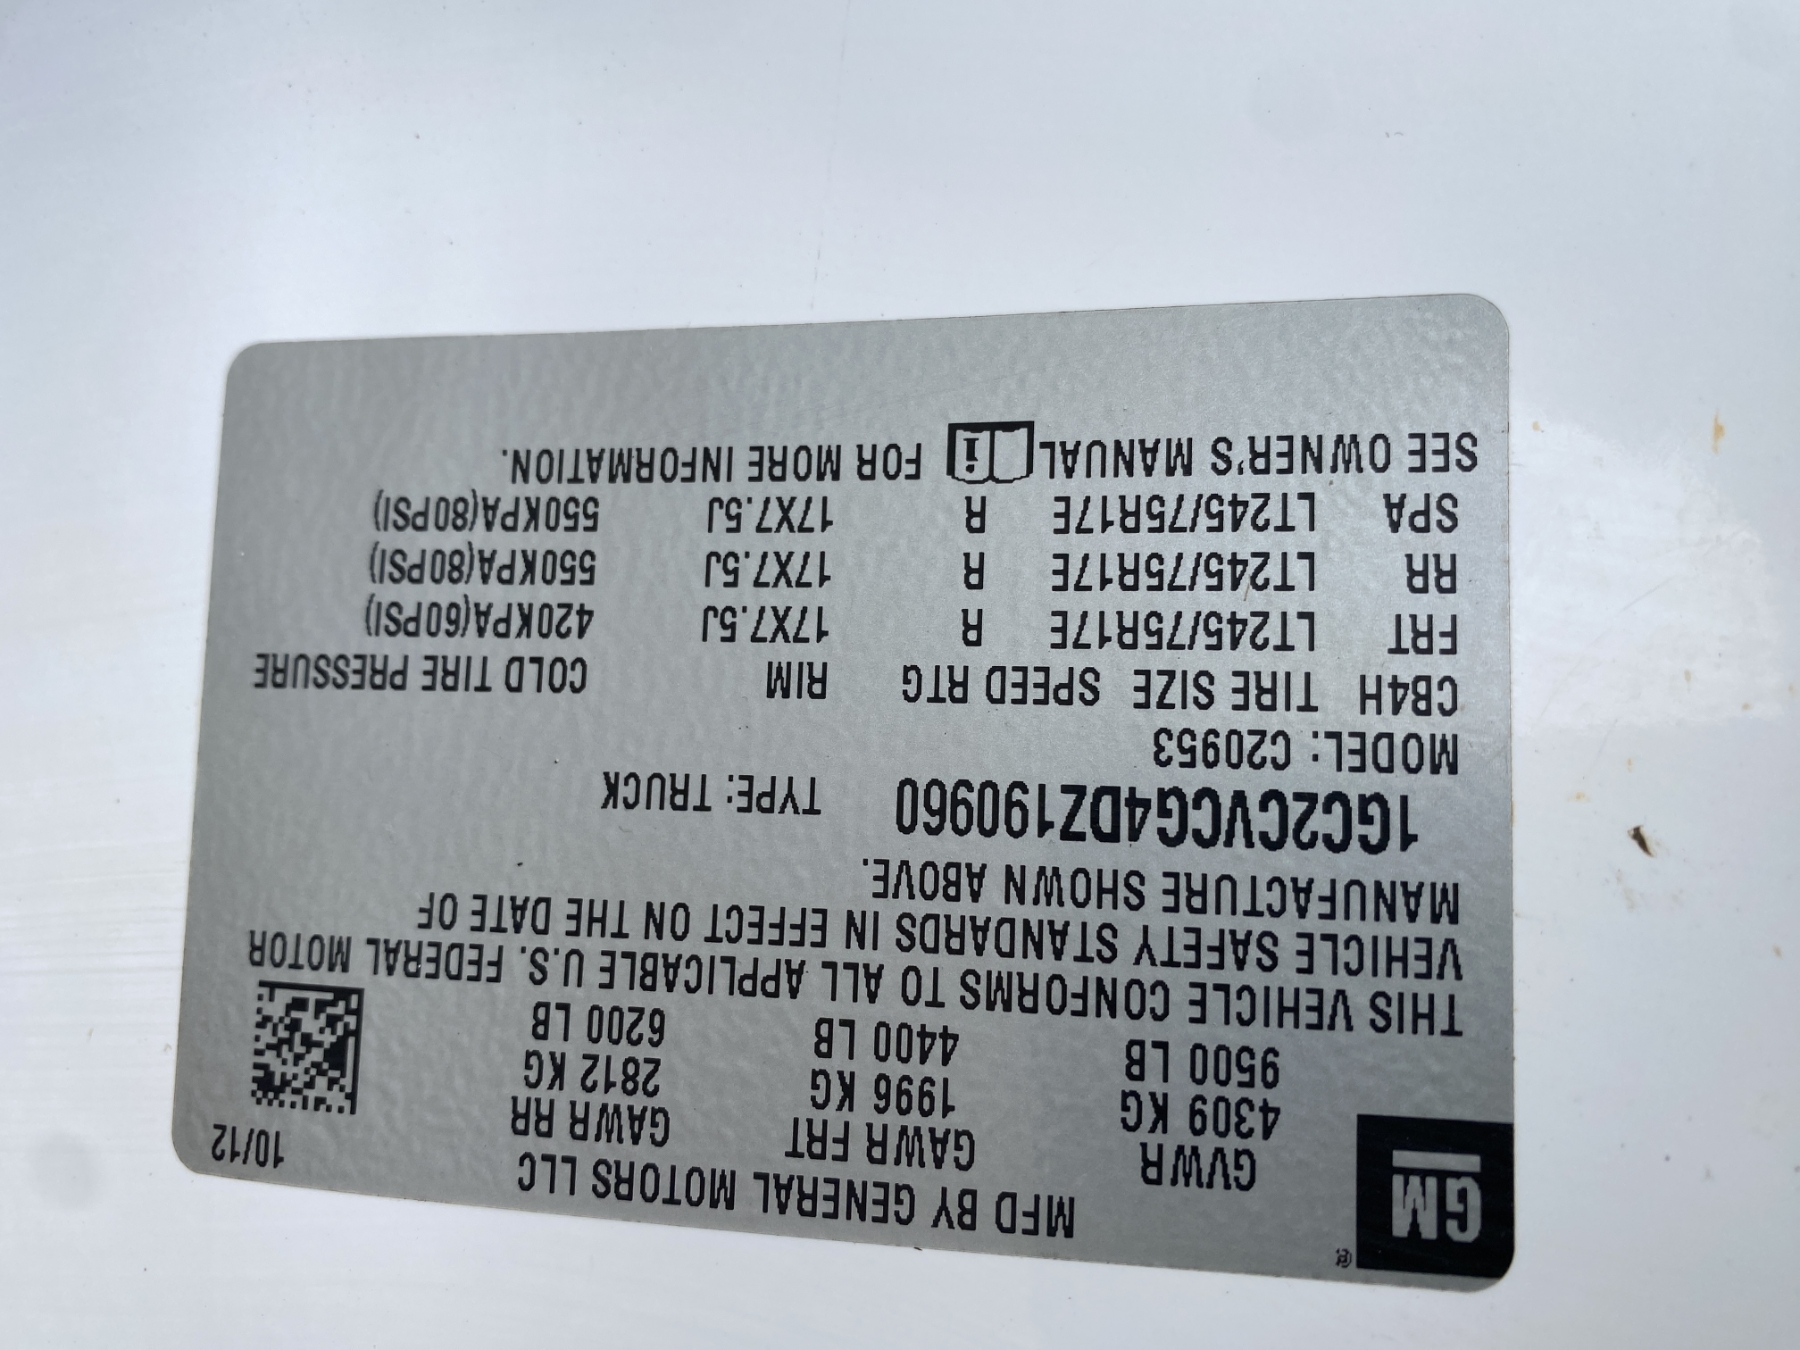 GM ®
MFD BY GENERAL MOTORS LLC 10/12
GVWR GAWR FRT GAWR RR
4309 KG 1996 KG 2812 KG
9500 LB 4400 LB 6200 LB
THIS VEHICLE CONFORMS TO ALL APPLICABLE U.S. FEDERAL MOTOR
VEHICLE SAFETY STANDARDS IN EFFECT ON THE DATE OF
MANUFACTURE SHOWN ABOVE.
1GC2CVCG4DZ190960 TYPE: TRUCK
MODEL: C20953
CB4H TIRE SIZE SPEED RTG RIM COLD TIRE PRESSURE
FRT LT245/75R17E R 17X7.5J 420KPA(60PSI)
RR LT245/75R17E R 17X7.5J 550KPA(80PSI)
SPA LT245/75R17E R 17X7.5J 550KPA(80PSI)
SEE OWNER'S MANUAL i FOR MORE INFORMATION.